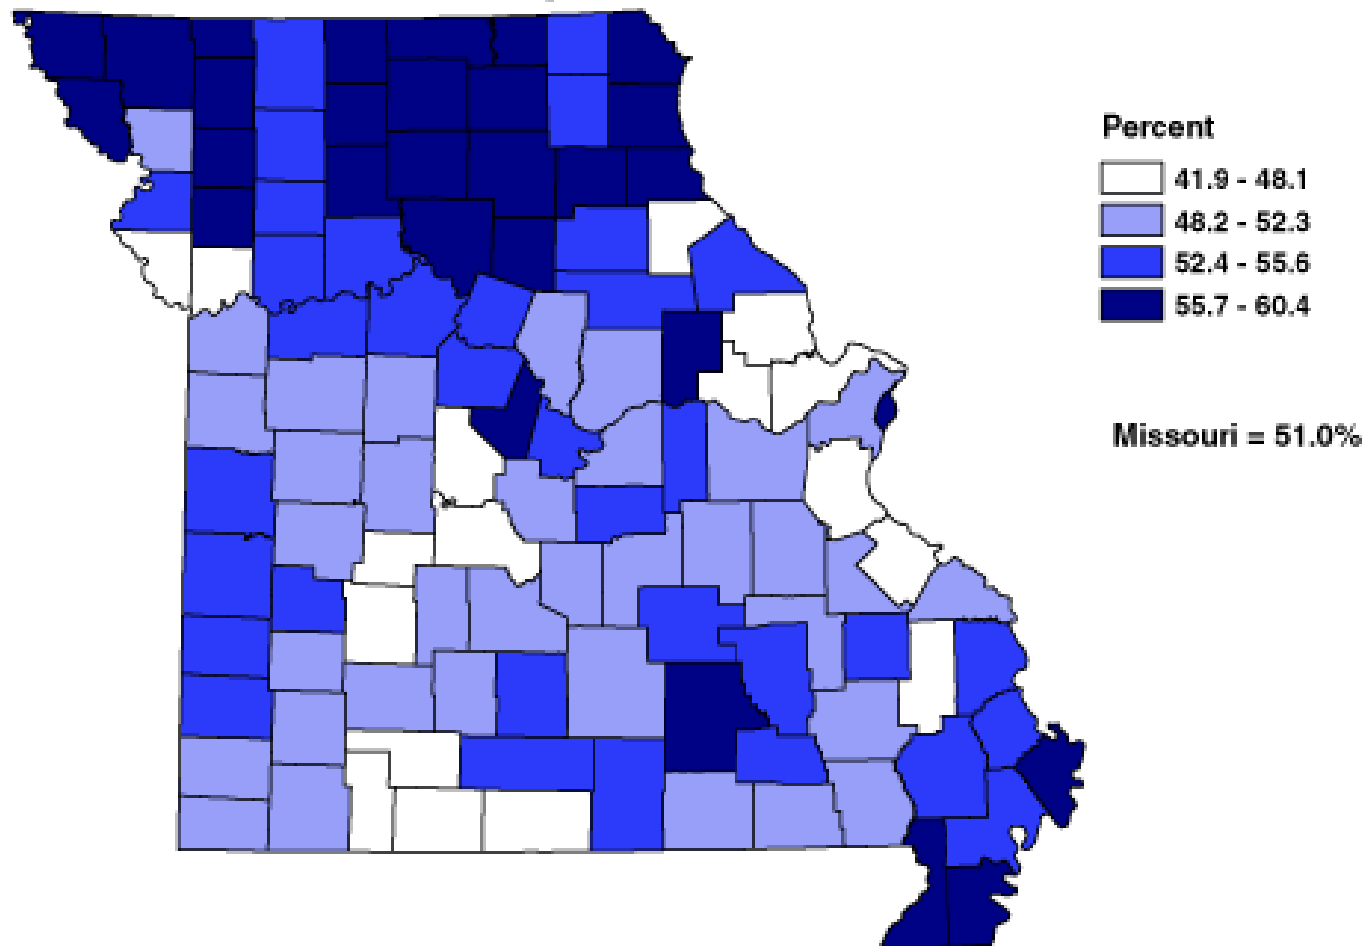 Percent
41.9 - 48.1
48.2 - 52.3
52.4 - 55.6
55.7 - 60.4
Missouri = 51.0%